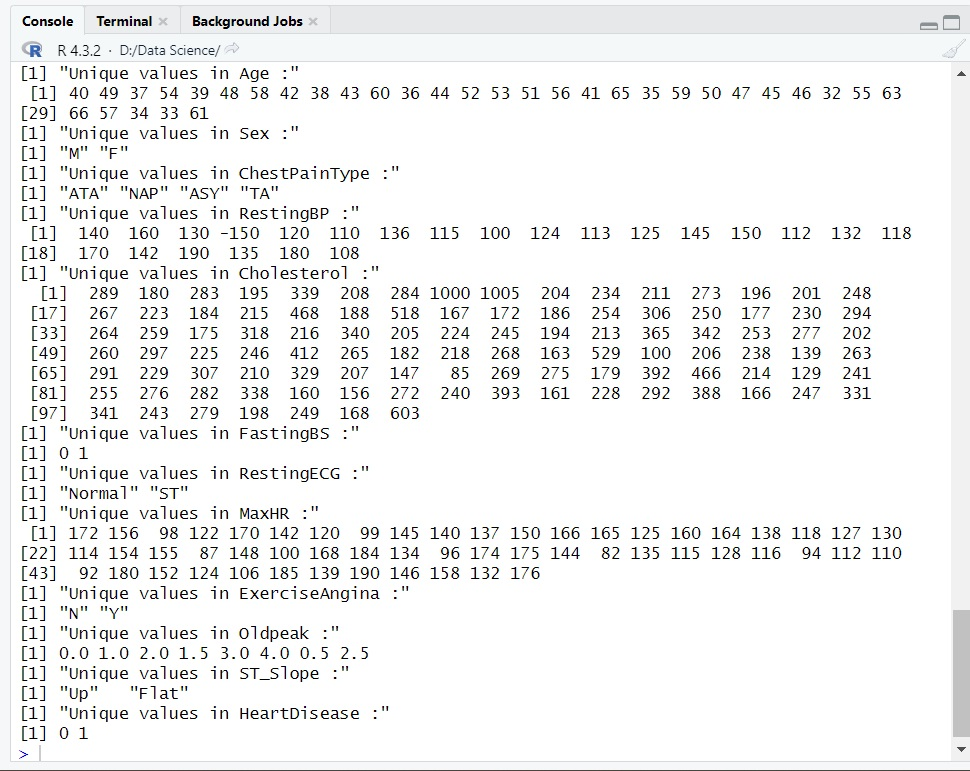 Console Terminal Background Jobs
R 4.3.2 · D:/Data Science/
[1] "Unique values in Age :"
[1] 40 49 37 54 39 48 58 42 38 43 60 36 44 52 53 51 56 41 65 35 59 50 47 45 46 32 55 63
[29] 66 57 34 33 61
[1] "Unique values in Sex :"
[1] "M" "F"
[1] "Unique values in ChestPainType :"
[1] "ATA" "NAP" "ASY" "TA"
[1] "Unique values in RestingBP :"
[1] 140 160 130 -150 120 110 136 115 100 124 113 125 145 150 112 132 118
[18] 170 142 190 135 180 108
[1] "Unique values in Cholesterol :"
[1] 289 180 283 195 339 208 284 1000 1005 204 234 211 273 196 201 248
[17] 267 223 184 215 468 188 518 167 172 186 254 306 250 177 230 294
[33] 264 259 175 318 216 340 205 224 245 194 213 365 342 253 277 202
[49] 260 297 225 246 412 265 182 218 268 163 529 100 206 238 139 263
[65] 291 229 307 210 329 207 147 85 269 275 179 392 466 214 129 241
[81] 255 276 282 338 160 156 272 240 393 161 228 292 388 166 247 331
[97] 341 243 279 198 249 168 603
[1] "Unique values in FastingBS :"
[1] 0 1
[1] "Unique values in RestingECG :"
[1] "Normal" "ST"
[1] "Unique values in MaxHR :"
[1] 172 156 98 122 170 142 120 99 145 140 137 150 166 165 125 160 164 138 118 127 130
[22] 114 154 155 87 148 100 168 184 134 96 174 175 144 82 135 115 128 116 94 112 110
[43] 92 180 152 124 106 185 139 190 146 158 132 176
[1] "Unique values in ExerciseAngina :"
[1] "N" "Y"
[1] "Unique values in Oldpeak :"
[1] 0.0 1.0 2.0 1.5 3.0 4.0 0.5 2.5
[1] "Unique values in ST_Slope :"
[1] "Up" "Flat"
[1] "Unique values in HeartDisease :"
[1] 0 1
>